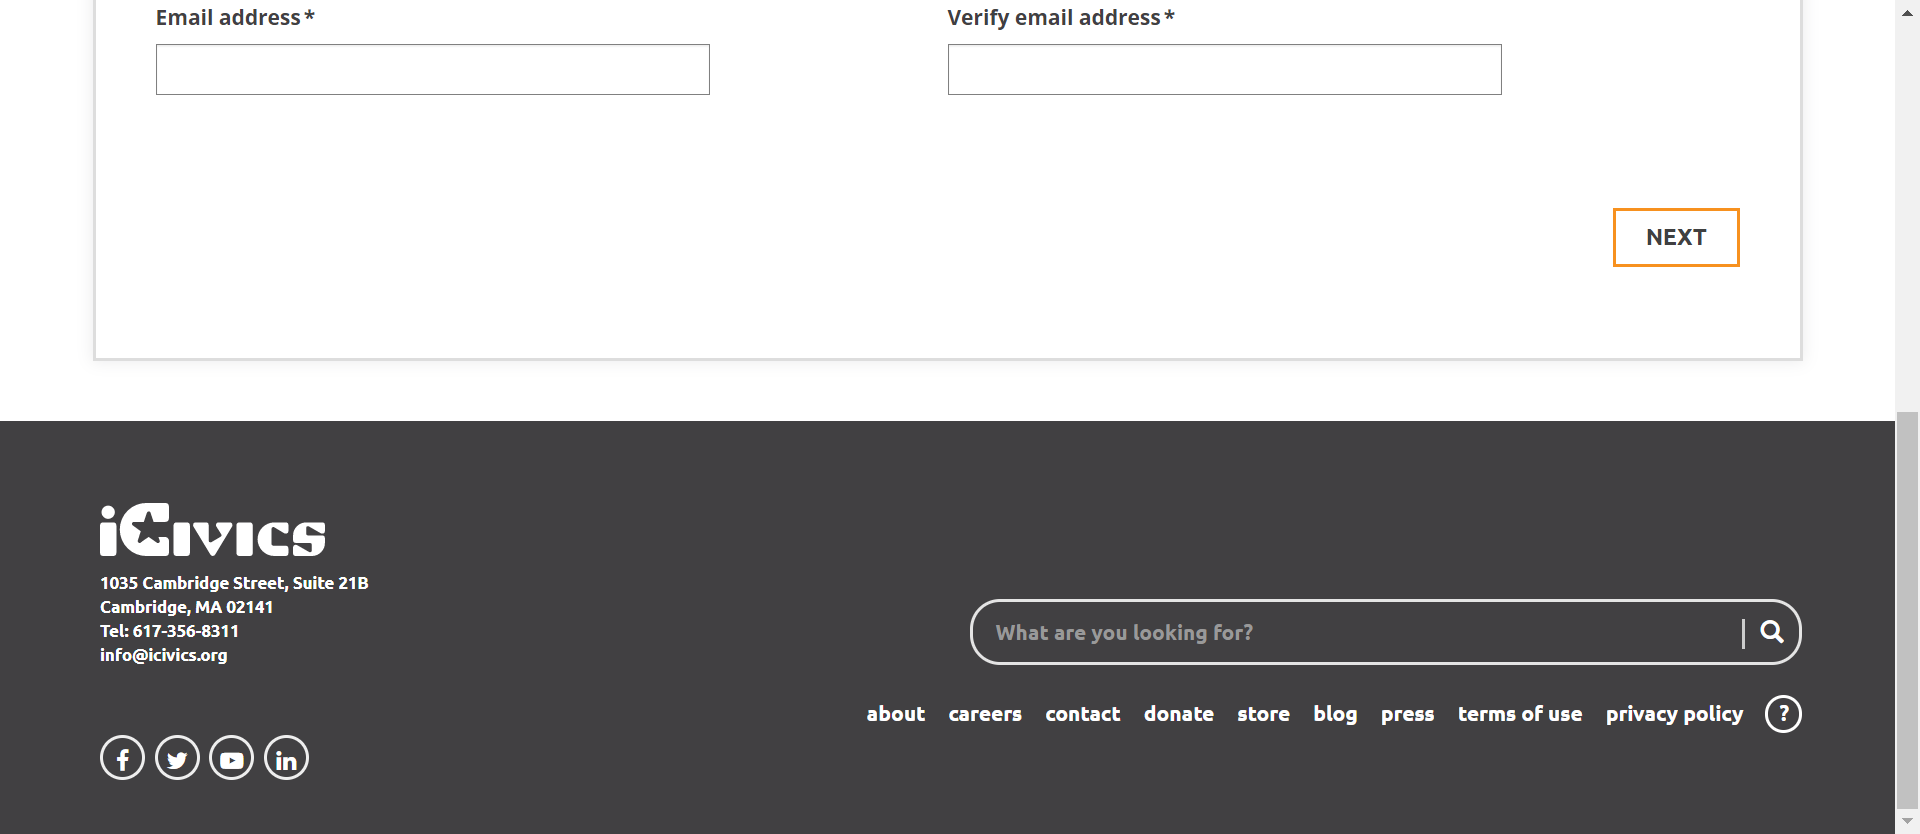 Email address*
Verify email address*
NEXT
iCivics
1035 Cambridge Street, Suite 21B
Cambridge, MA 02141
Tel: 617-356-8311
info@icivics.org
What are you looking for?
about careers contact donate store blog press terms of use privacy policy ?